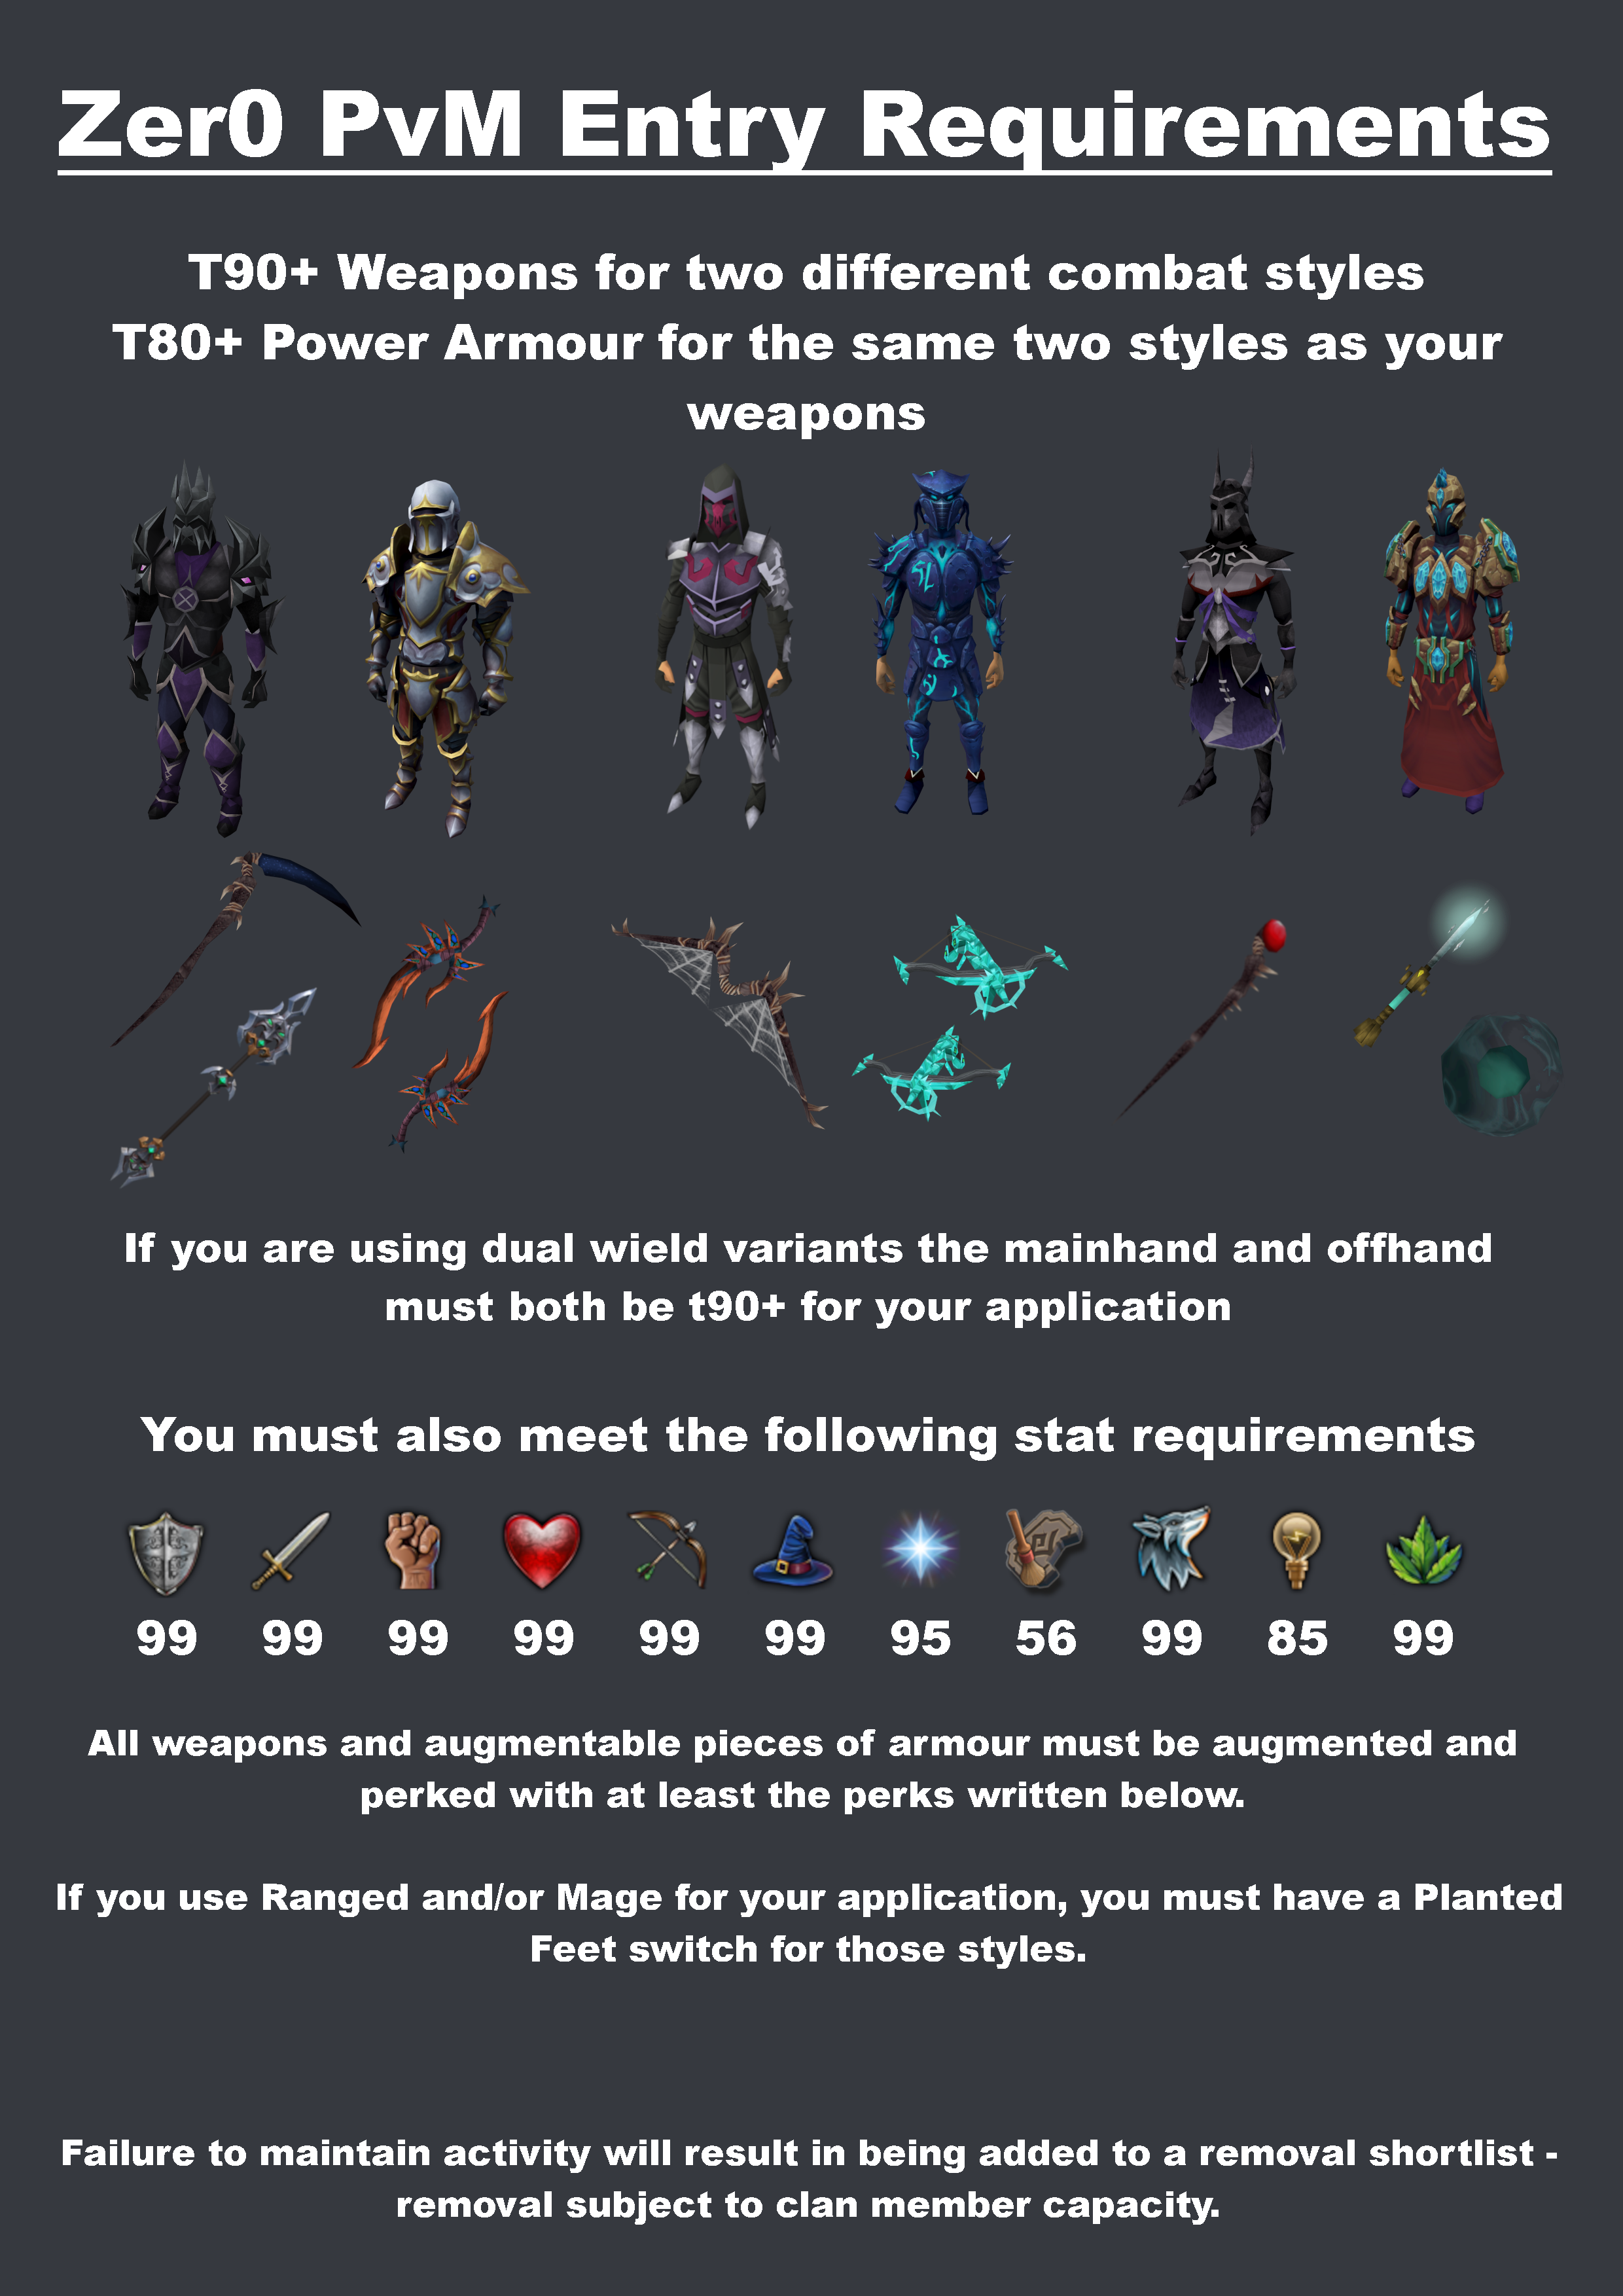 Zer0 PvM Entry Requirements
T90+ Weapons for two different combat styles
T80+ Power Armour for the same two styles as your
weapons
If you are using dual wield variants the mainhand and offhand
must both be t90+ for your application
You must also meet the following stat requirements
99 99 99 99 99 99 95 56 99 85 99
All weapons and augmentable pieces of armour must be augmented and
perked with at least the perks written below.
If you use Ranged and/or Mage for your application, you must have a Planted
Feet switch for those styles.
Failure to maintain activity will result in being added to a removal shortlist -
removal subject to clan member capacity.